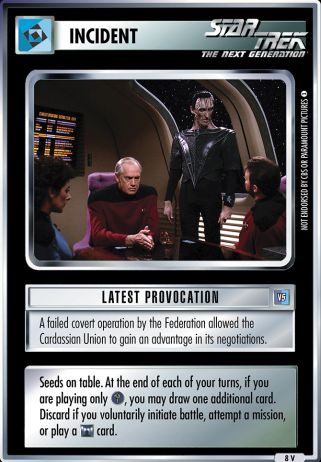 INCIDENT
STAR TREK
THE NEXT GENERATION
NOT ENDORSED BY CBS OR PARAMOUNT PICTURES
LATEST PROVOCATION
V5
A failed covert operation by the Federation allowed the
Cardassian Union to gain an advantage in its negotiations.
Seeds on table. At the end of each of your turns, if you
are playing only , you may draw one additional card.
Discard if you voluntarily initiate battle, attempt a mission,
or play a card.
8 V